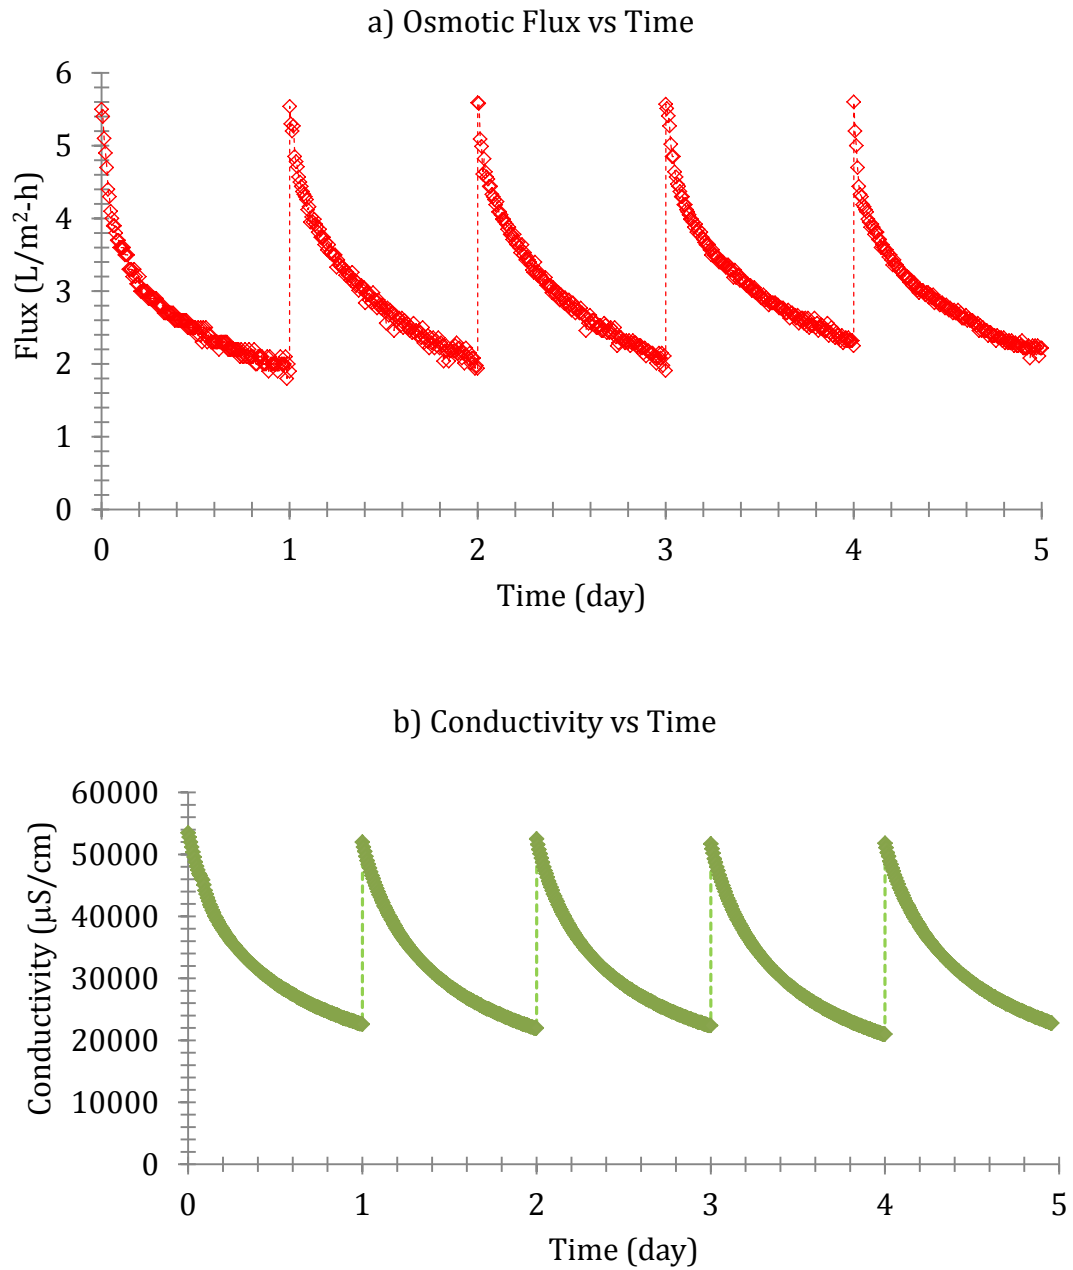 a) Osmotic Flux vs Time
Flux (L/m²-h)
6
5
4
3
2
1
0
0 1 2 3 4 5
Time (day)
b) Conductivity vs Time
Conductivity (µS/cm)
60000
50000
40000
30000
20000
10000
0
0 1 2 3 4 5
Time (day)